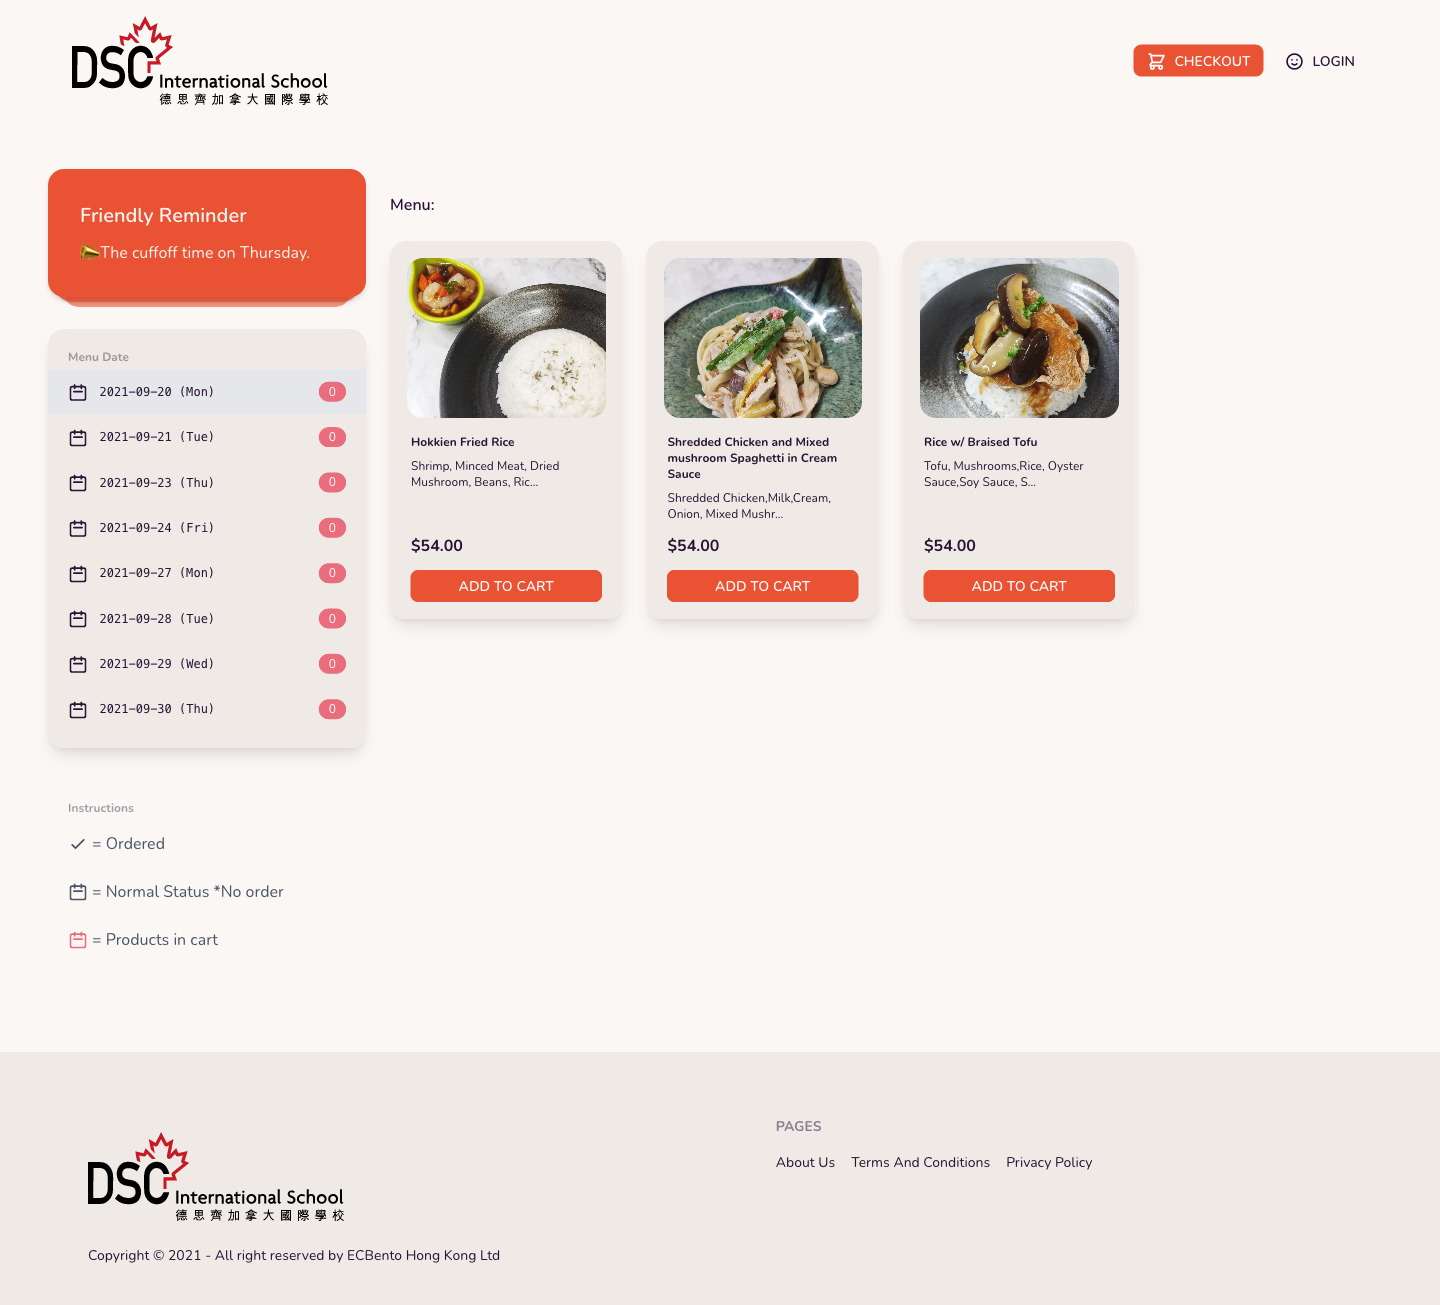 DSC
International School
德思齊加拿大國際學校
CHECKOUT
LOGIN
Friendly Reminder
The cuffoff time on Thursday.
Menu Date
2021-09-20 (Mon) 0
2021-09-21 (Tue) 0
2021-09-23 (Thu) 0
2021-09-24 (Fri) 0
2021-09-27 (Mon) 0
2021-09-28 (Tue) 0
2021-09-29 (Wed) 0
2021-09-30 (Thu) 0
Instructions
= Ordered
= Normal Status *No order
= Products in cart
Menu:
Hokkien Fried Rice
Shrimp, Minced Meat, Dried
Mushroom, Beans, Ric...
$54.00
ADD TO CART
Shredded Chicken and Mixed
mushroom Spaghetti in Cream
Sauce
Shredded Chicken,Milk,Cream,
Onion, Mixed Mushr...
$54.00
ADD TO CART
Rice w/ Braised Tofu
Tofu, Mushrooms,Rice, Oyster
Sauce,Soy Sauce, S...
$54.00
ADD TO CART
DSC
International School
德思齊加拿大國際學校
Copyright © 2021 - All right reserved by ECBento Hong Kong Ltd
PAGES
About Us Terms And Conditions Privacy Policy